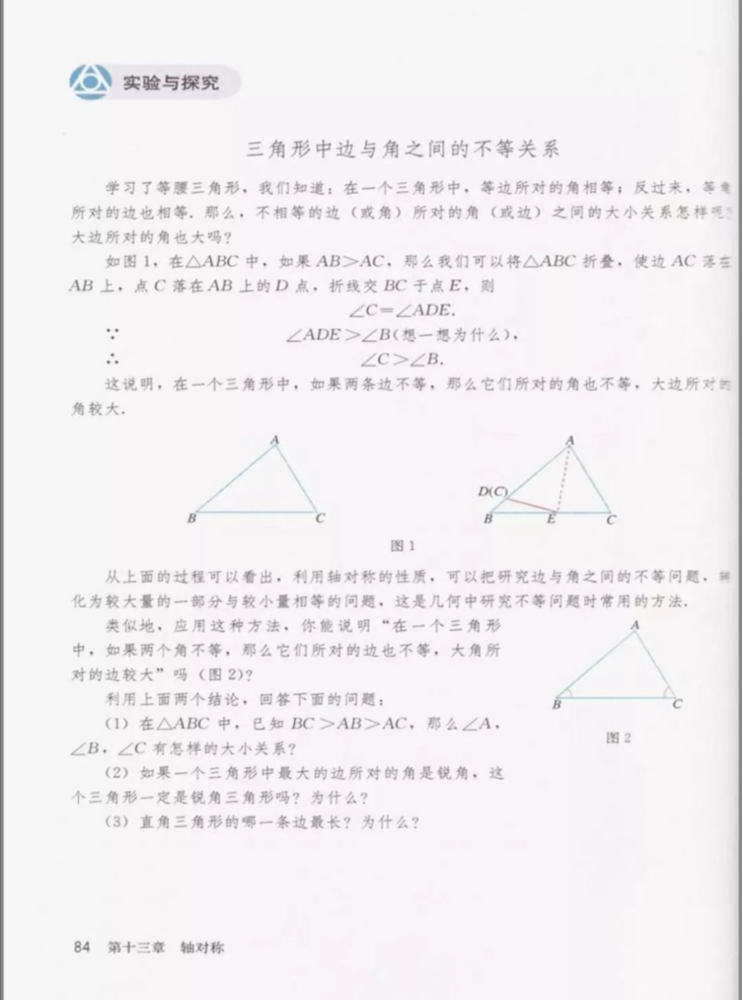 实验与探究
三角形中边与角之间的不等关系
学习了等腰三角形，我们知道：在一个三角形中，等边所对的角相等；反过来，等角
所对的边也相等．那么，不相等的边（或角）所对的角（或边）之间的大小关系怎样呢？
大边所对的角也大吗？
如图 1，在△ABC 中，如果 AB＞AC，那么我们可以将△ABC 折叠，使边 AC 落在
AB 上，点 C 落在 AB 上的 D 点，折线交 BC 于点 E，则
∠C＝∠ADE．
∵ ∠ADE＞∠B(想一想为什么)，
∴ ∠C＞∠B．
这说明，在一个三角形中，如果两条边不等，那么它们所对的角也不等，大边所对的
角较大．
A
B
C
A
D(C)
B
E
C
图 1
从上面的过程可以看出，利用轴对称的性质，可以把研究边与角之间的不等问题，转
化为较大量的一部分与较小量相等的问题，这是几何中研究不等问题时常用的方法．
类似地，应用这种方法，你能说明“在一个三角形
中，如果两个角不等，那么它们所对的边也不等，大角所
对的边较大”吗（图 2）？
利用上面两个结论，回答下面的问题：
（1）在△ABC 中，已知 BC＞AB＞AC，那么∠A，
∠B，∠C 有怎样的大小关系？
（2）如果一个三角形中最大的边所对的角是锐角，这
个三角形一定是锐角三角形吗？为什么？
（3）直角三角形的哪一条边最长？为什么？
A
B
C
图 2
84 第十三章 轴对称